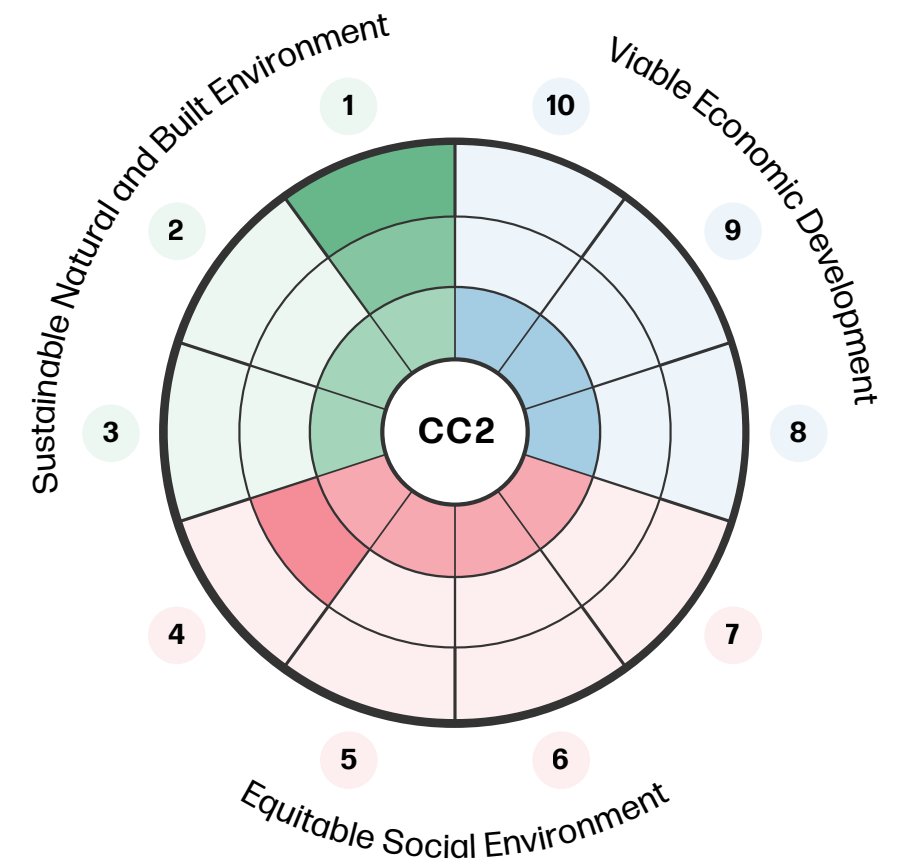 Sustainable Natural and Built Environment
Viable Economic Development
1
10
2
9
3
CC2
8
4
7
5
6
Equitable Social Environment